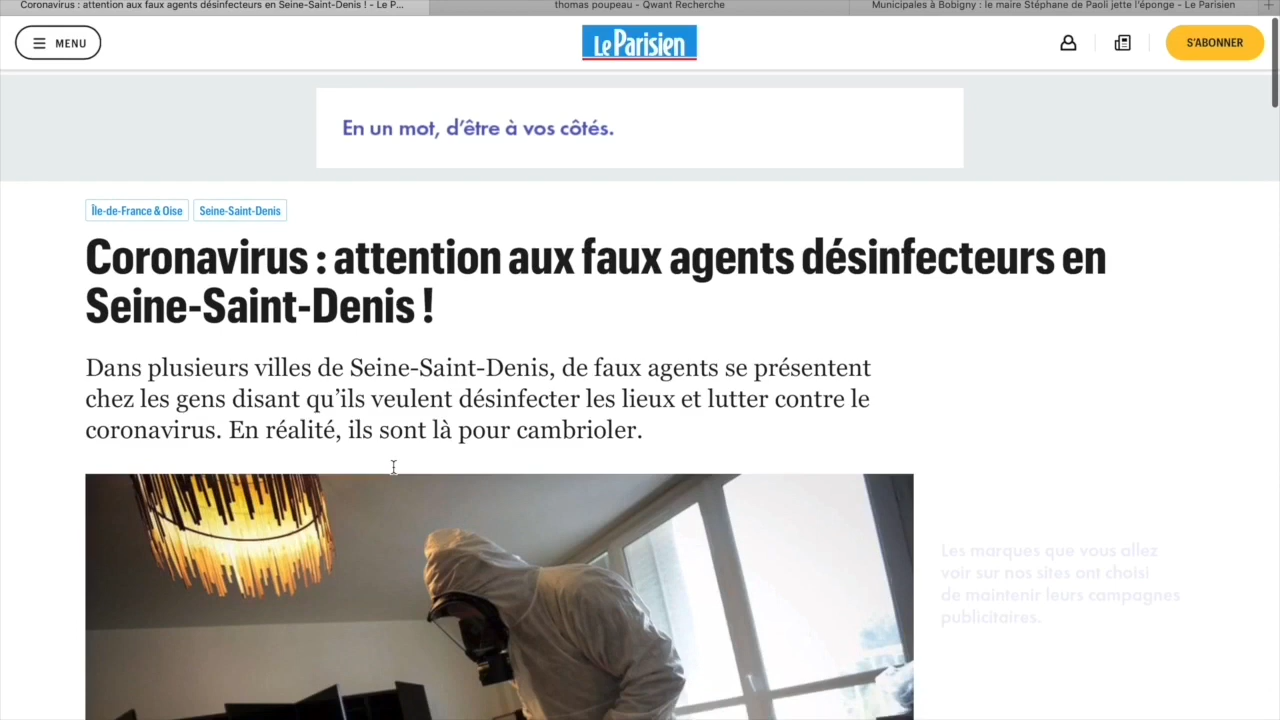 Coronavirus : attention aux faux agents désinfecteurs en Seine-Saint-Denis ! - Le P...
thomas poupeau - Qwant Recherche
Municipales à Bobigny : le maire Stéphane de Paoli jette l'éponge - Le Parisien
MENU
Le Parisien
S'ABONNER
En un mot, d'être à vos côtés.
Île-de-France & Oise
Seine-Saint-Denis
Coronavirus : attention aux faux agents désinfecteurs en
Seine-Saint-Denis !
Dans plusieurs villes de Seine-Saint-Denis, de faux agents se présentent
chez les gens disant qu’ils veulent désinfecter les lieux et lutter contre le
coronavirus. En réalité, ils sont là pour cambrioler.
Les marques que vous allez
voir sur nos sites ont choisi
de maintenir leurs campagnes
publicitaires.